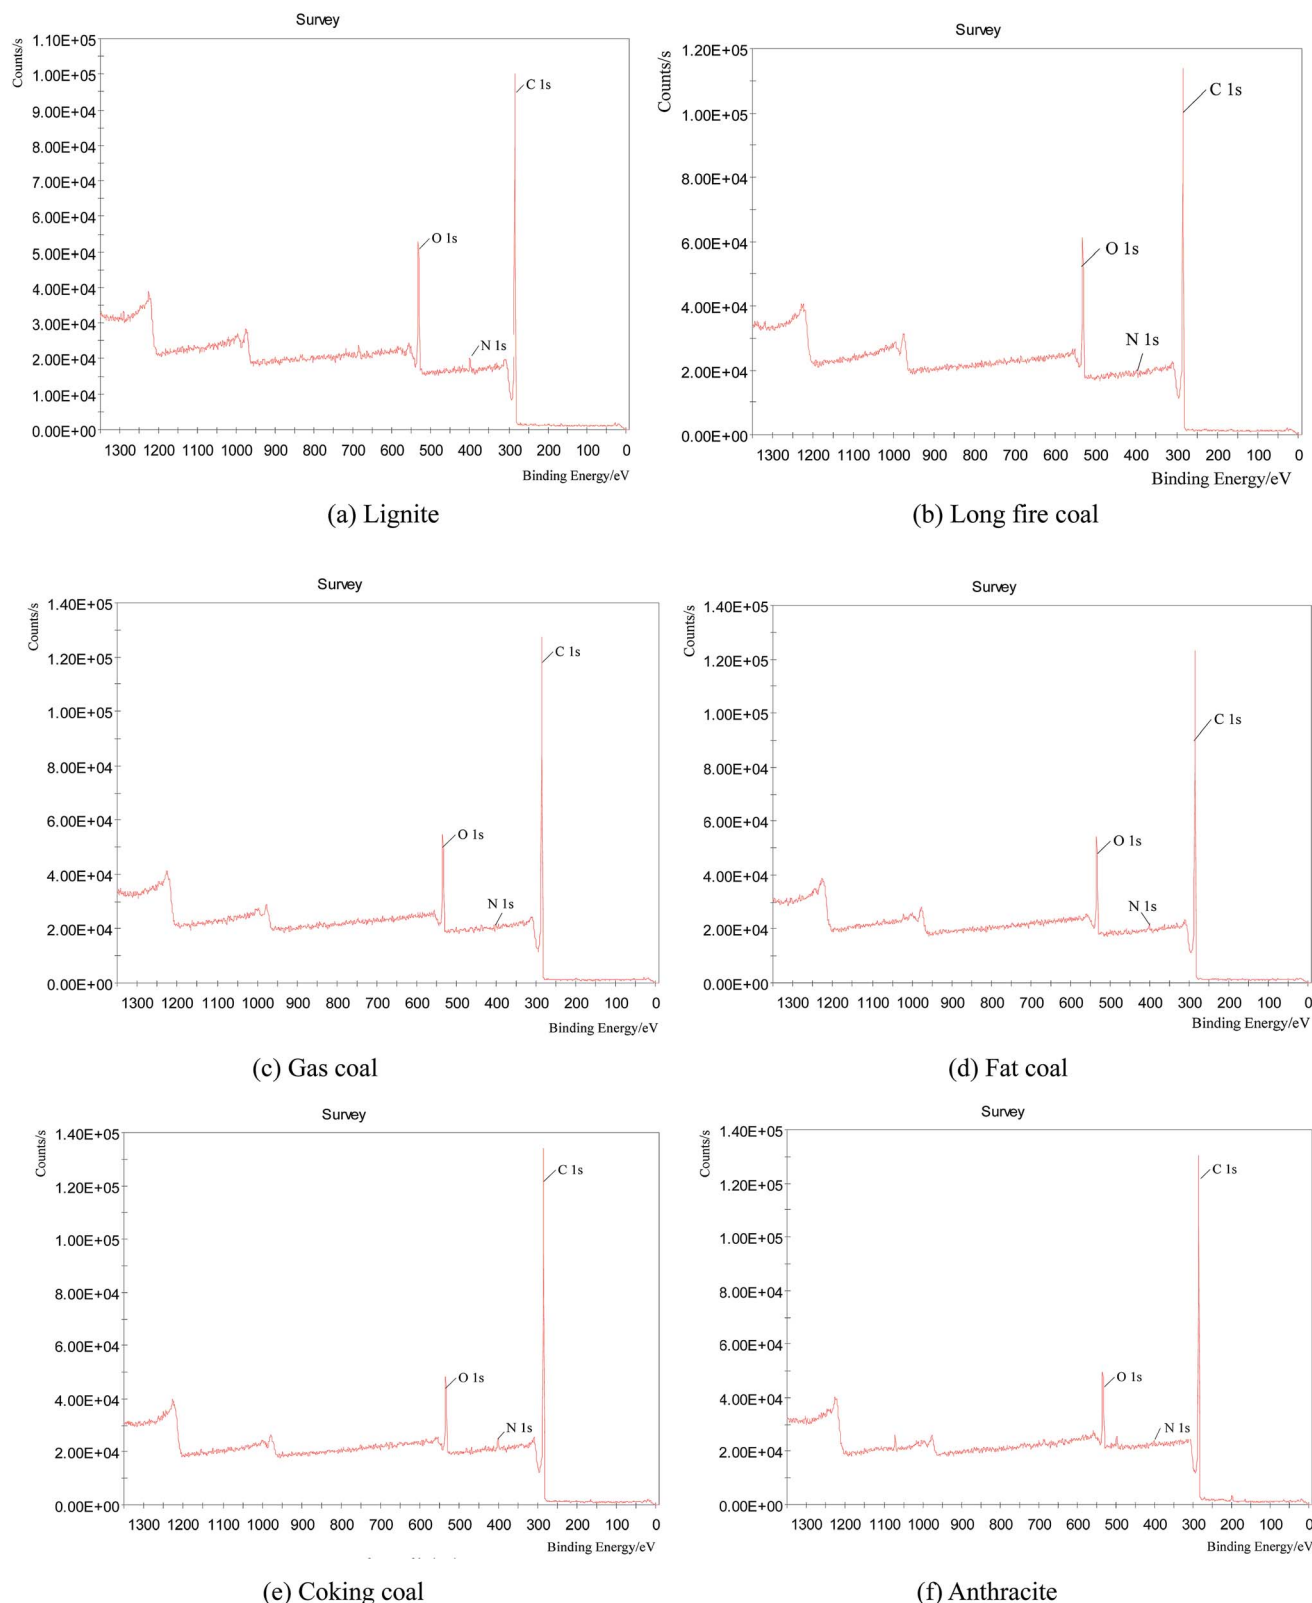 Survey
Counts/s
1.10E+05
1.00E+05
9.00E+04
8.00E+04
7.00E+04
6.00E+04
5.00E+04
4.00E+04
3.00E+04
2.00E+04
1.00E+04
0.00E+00
C 1s
O 1s
N 1s
1300 1200 1100 1000 900 800 700 600 500 400 300 200 100 0
Binding Energy/eV
(a) Lignite
Survey
Counts/s
1.20E+05
1.00E+05
8.00E+04
6.00E+04
4.00E+04
2.00E+04
0.00E+00
C 1s
O 1s
N 1s
1300 1200 1100 1000 900 800 700 600 500 400 300 200 100 0
Binding Energy/eV
(b) Long fire coal
Survey
Counts/s
1.40E+05
1.20E+05
1.00E+05
8.00E+04
6.00E+04
4.00E+04
2.00E+04
0.00E+00
C 1s
O 1s
N 1s
1300 1200 1100 1000 900 800 700 600 500 400 300 200 100 0
Binding Energy/eV
(c) Gas coal
Survey
Counts/s
1.40E+05
1.20E+05
1.00E+05
8.00E+04
6.00E+04
4.00E+04
2.00E+04
0.00E+00
C 1s
O 1s
N 1s
1300 1200 1100 1000 900 800 700 600 500 400 300 200 100 0
Binding Energy/eV
(d) Fat coal
Survey
Counts/s
1.40E+05
1.20E+05
1.00E+05
8.00E+04
6.00E+04
4.00E+04
2.00E+04
0.00E+00
C 1s
O 1s
N 1s
1300 1200 1100 1000 900 800 700 600 500 400 300 200 100 0
Binding Energy/eV
(e) Coking coal
Survey
Counts/s
1.40E+05
1.20E+05
1.00E+05
8.00E+04
6.00E+04
4.00E+04
2.00E+04
0.00E+00
C 1s
O 1s
N 1s
1300 1200 1100 1000 900 800 700 600 500 400 300 200 100 0
Binding Energy/eV
(f) Anthracite